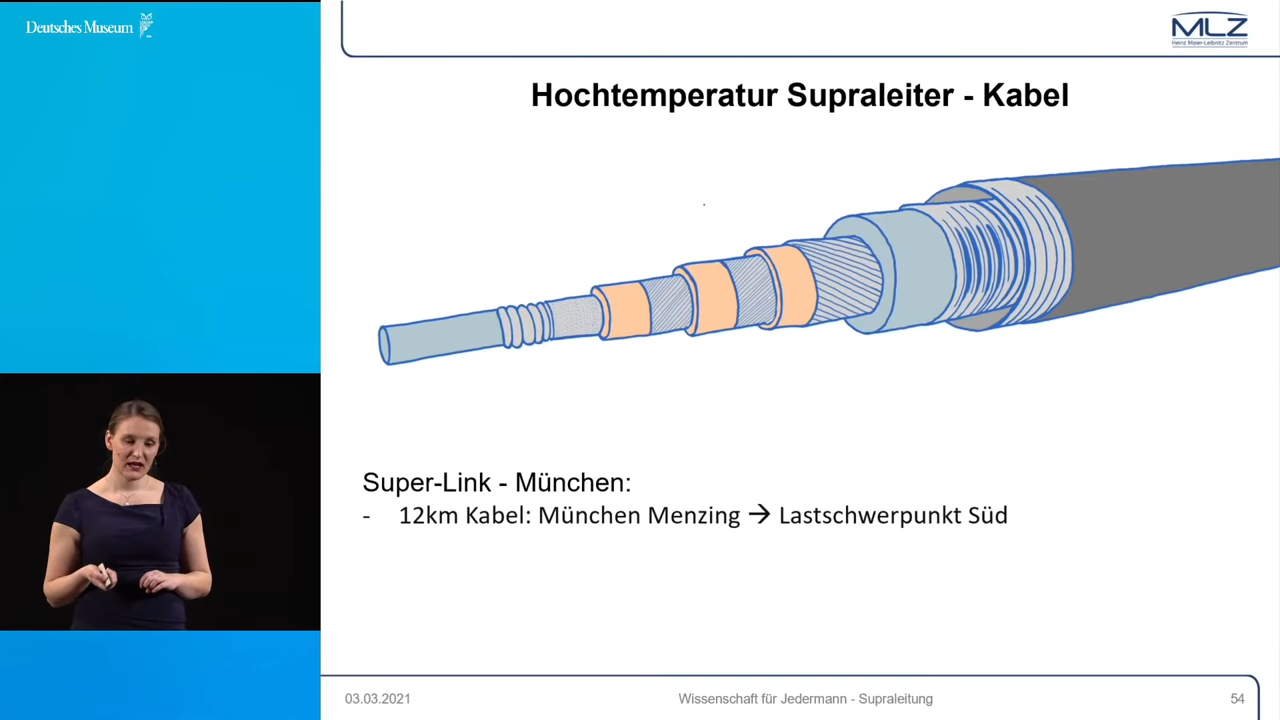 Deutsches Museum
MLZ
Heinz Maier-Leibnitz Zentrum
Hochtemperatur Supraleiter - Kabel
Super-Link - München:
- 12km Kabel: München Menzing → Lastschwerpunkt Süd
03.03.2021
Wissenschaft für Jedermann - Supraleitung
54